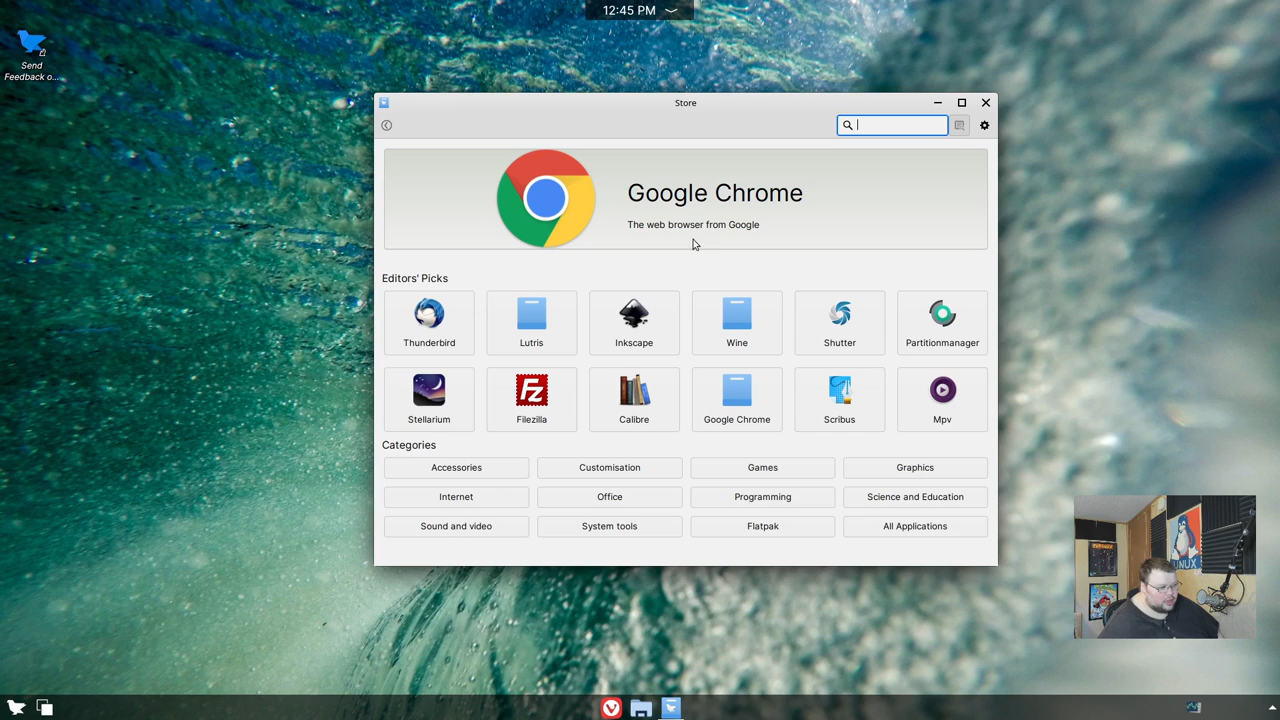 12:45 PM
Send
Feedback o...
Store
Google Chrome
The web browser from Google
Editors' Picks
Thunderbird
Lutris
Inkscape
Wine
Shutter
Partitionmanager
Stellarium
Fz
Filezilla
Calibre
Google Chrome
Scribus
Mpv
Categories
Accessories
Customisation
Games
Graphics
Internet
Office
Programming
Science and Education
Sound and video
System tools
Flatpak
All Applications